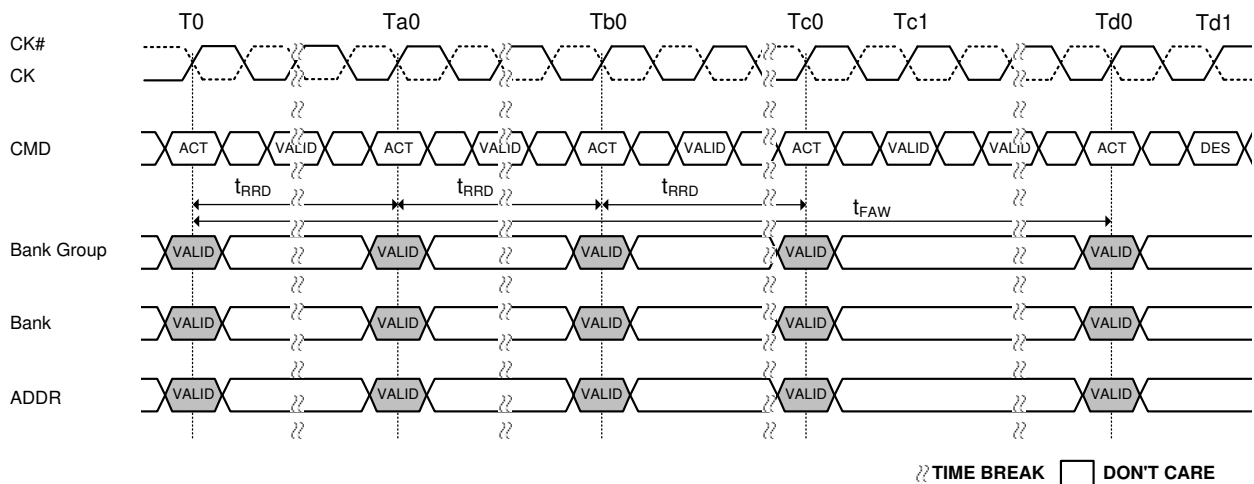 T0 Ta0 Tb0 Tc0 Tc1 Td0 Td1
CK#
CK
CMD ACT VALID ACT VALID ACT VALID ACT VALID VALID ACT DES
tRRD tRRD tRRD
tFAW
Bank Group VALID VALID VALID VALID VALID
Bank VALID VALID VALID VALID VALID
ADDR VALID VALID VALID VALID VALID
TIME BREAK DON'T CARE